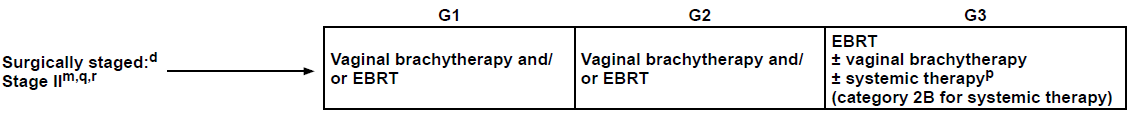 G1 G2 G3
Surgically staged:d
Stage IIm,q,r
Vaginal brachytherapy and/
or EBRT
Vaginal brachytherapy and/
or EBRT
EBRT
± vaginal brachytherapy
± systemic therapyp
(category 2B for systemic therapy)